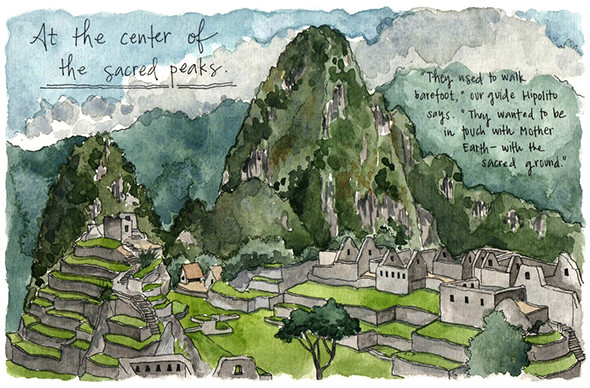 At the center of
the sacred peaks.
"They used to walk
barefoot," our guide Hipolito
says. "They wanted to be
in touch with Mother
Earth— with the
sacred ground."